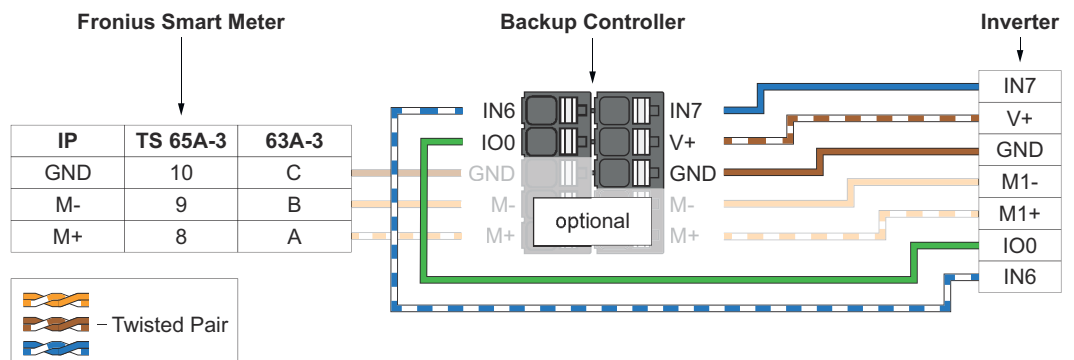 Fronius Smart Meter
Backup Controller
Inverter
IP TS 65A-3 63A-3
GND 10 C
M- 9 B
M+ 8 A
IN6
IO0
GND
M-
M+
optional
IN7
V+
GND
M-
M+
IN7
V+
GND
M1-
M1+
IO0
IN6
– Twisted Pair